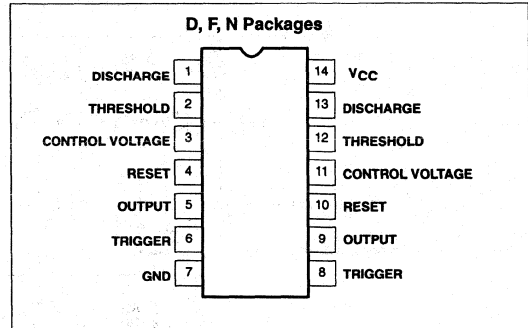 D, F, N Packages
DISCHARGE 1 14 VCC
THRESHOLD 2 13 DISCHARGE
CONTROL VOLTAGE 3 12 THRESHOLD
RESET 4 11 CONTROL VOLTAGE
OUTPUT 5 10 RESET
TRIGGER 6 9 OUTPUT
GND 7 8 TRIGGER